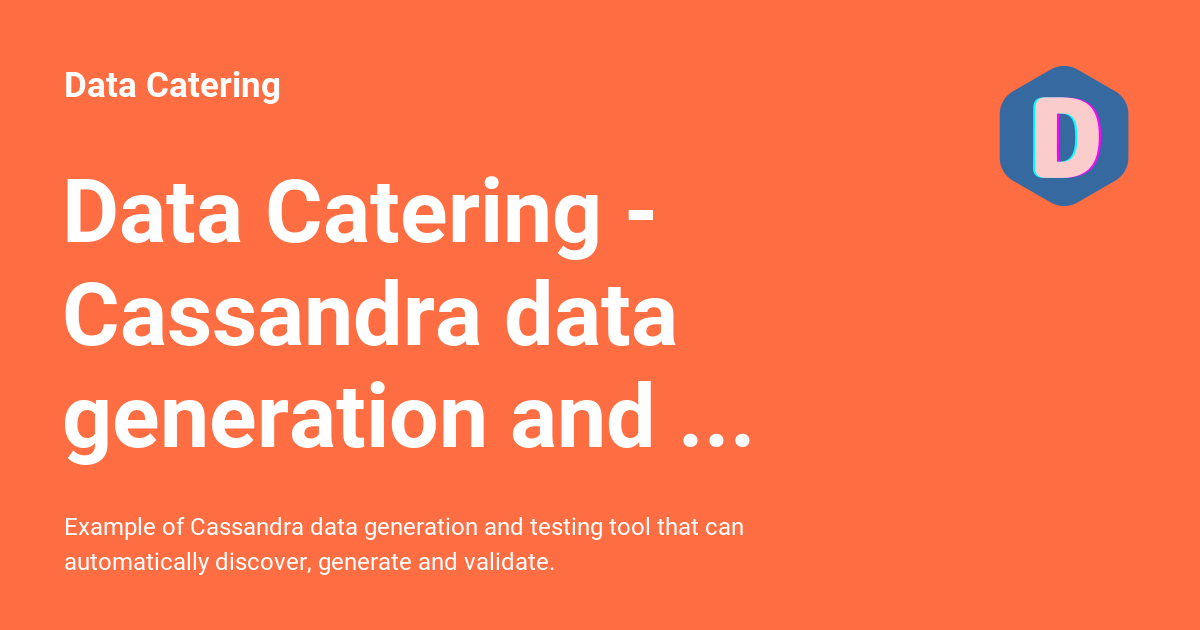 Data Catering
D
Data Catering -
Cassandra data
generation and ...
Example of Cassandra data generation and testing tool that can
automatically discover, generate and validate.